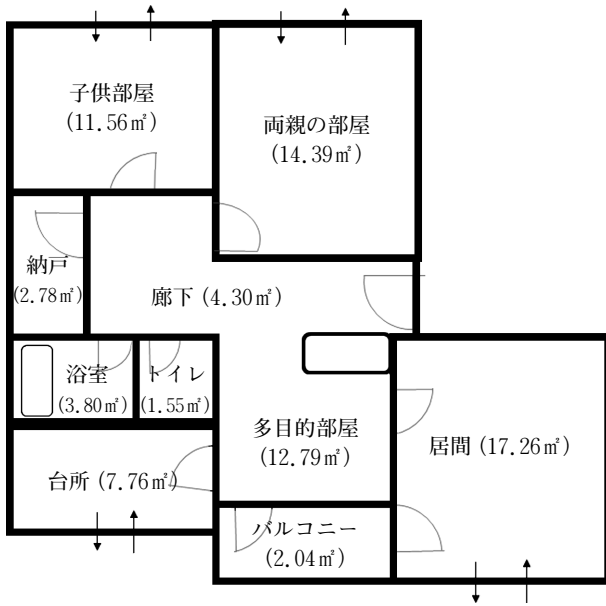 子供部屋
(11.56㎡)
両親の部屋
(14.39㎡)
納戸
(2.78㎡)
廊下 (4.30㎡)
浴室
(3.80㎡)
トイレ
(1.55㎡)
多目的部屋
(12.79㎡)
居間 (17.26㎡)
台所 (7.76㎡)
バルコニー
(2.04㎡)